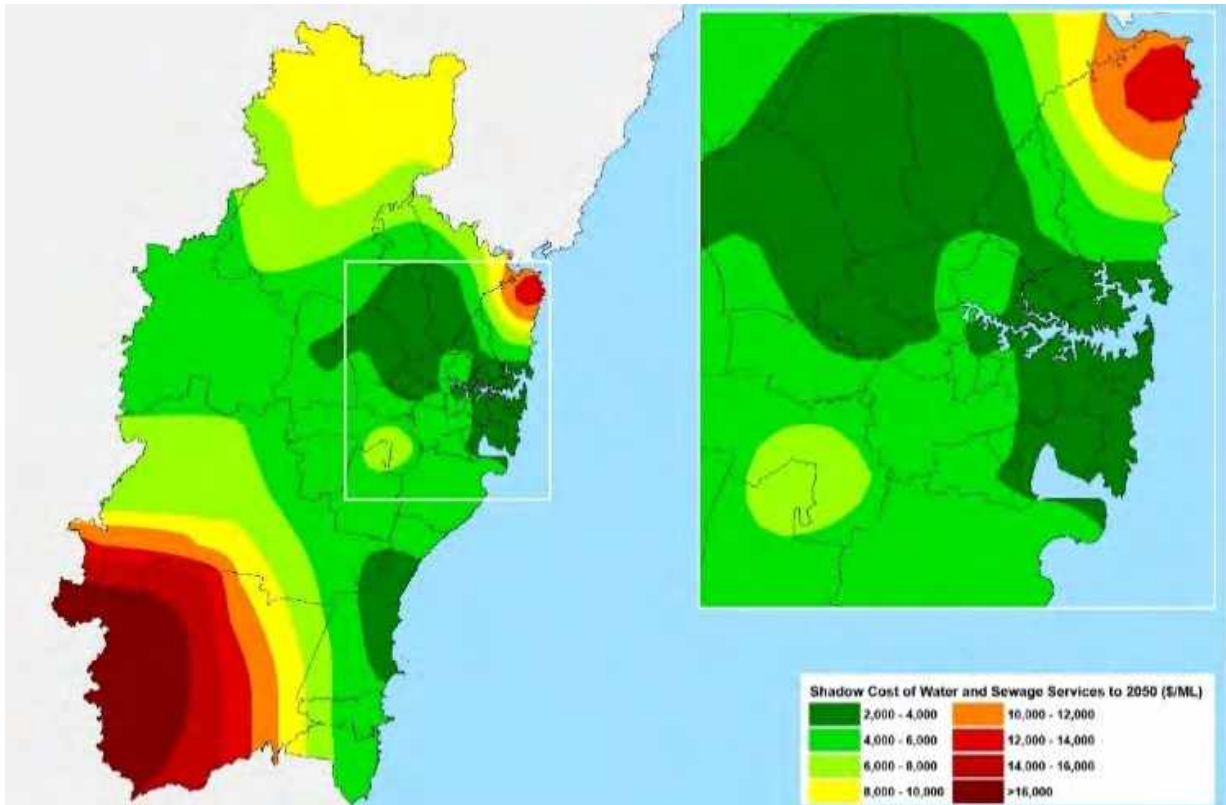 Shadow Cost of Water and Sewage Services to 2050 ($/ML)
2,000 - 4,000
4,000 - 6,000
6,000 - 8,000
8,000 - 10,000
10,000 - 12,000
12,000 - 14,000
14,000 - 16,000
>16,000